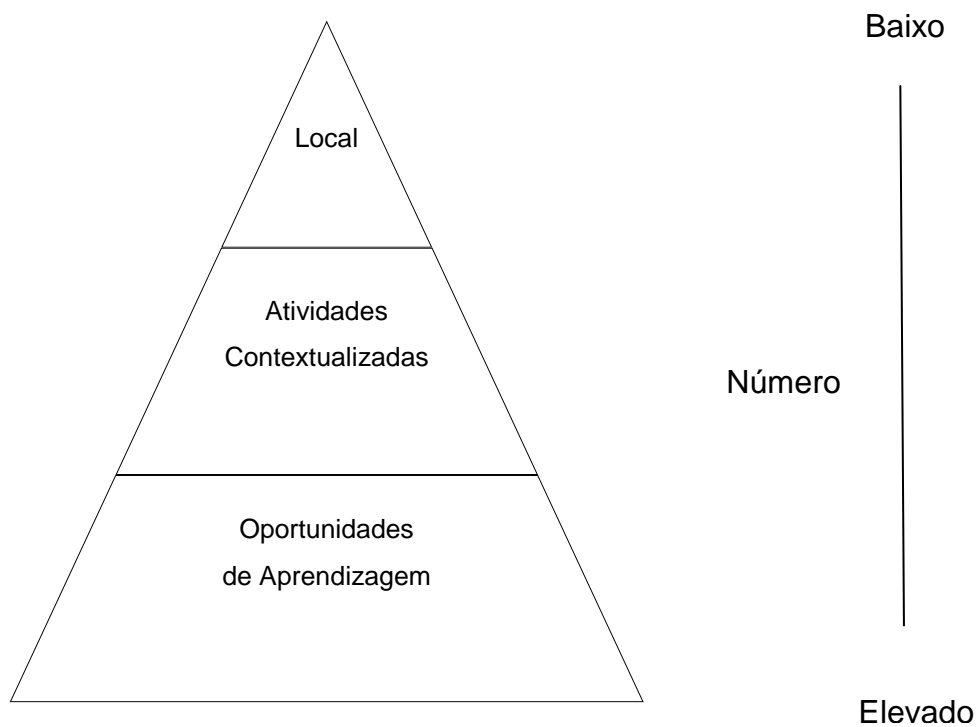 Baixo
Local
Atividades
Contextualizadas
Número
Oportunidades
de Aprendizagem
Elevado